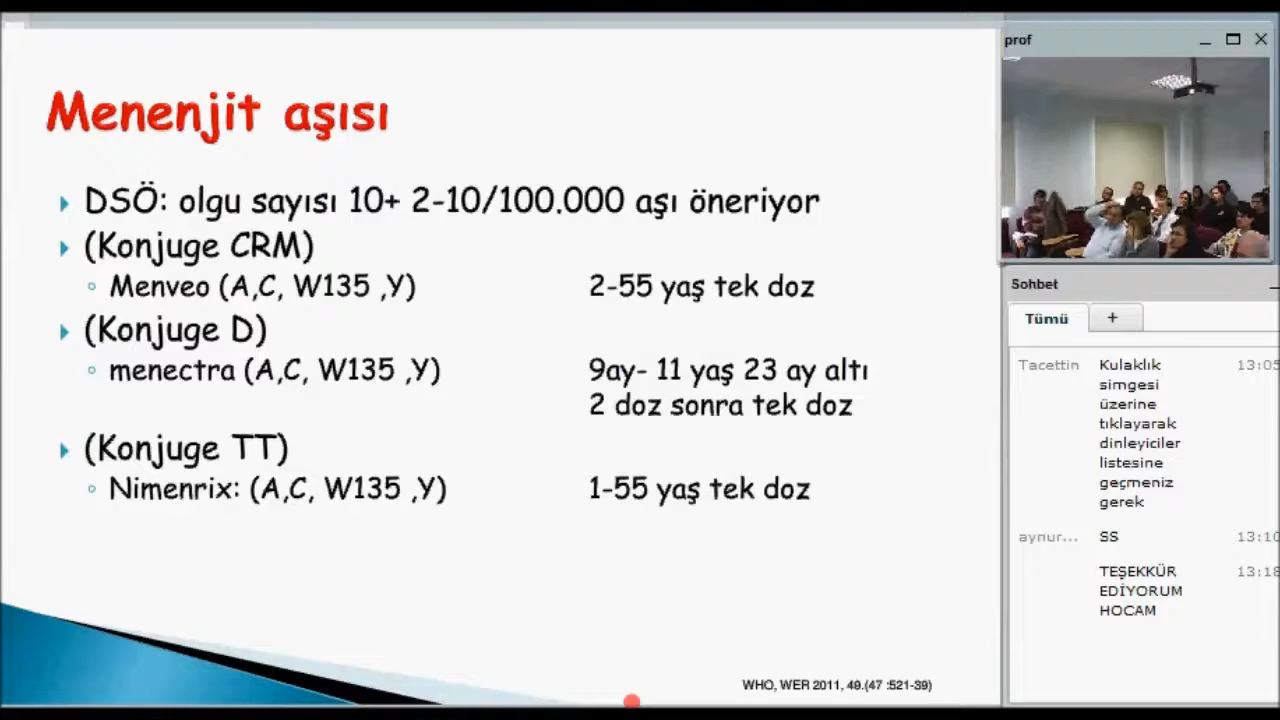 Menenjit aşısı
DSÖ: olgu sayısı 10+ 2-10/100.000 aşı öneriyor
(Konjuge CRM)
Menveo (A,C, W135 ,Y) 2-55 yaş tek doz
(Konjuge D)
menectra (A,C, W135 ,Y) 9ay- 11 yaş 23 ay altı
2 doz sonra tek doz
(Konjuge TT)
Nimenrix: (A,C, W135 ,Y) 1-55 yaş tek doz
WHO, WER 2011, 49.(47 :521-39)
prof
Sohbet
Tümü +
Tacettin Kulaklık 13:05
simgesi
üzerine
tıklayarak
dinleyiciler
listesine
geçmeniz
gerek
aynur... SS 13:10
TEŞEKKÜR 13:18
EDİYORUM
HOCAM